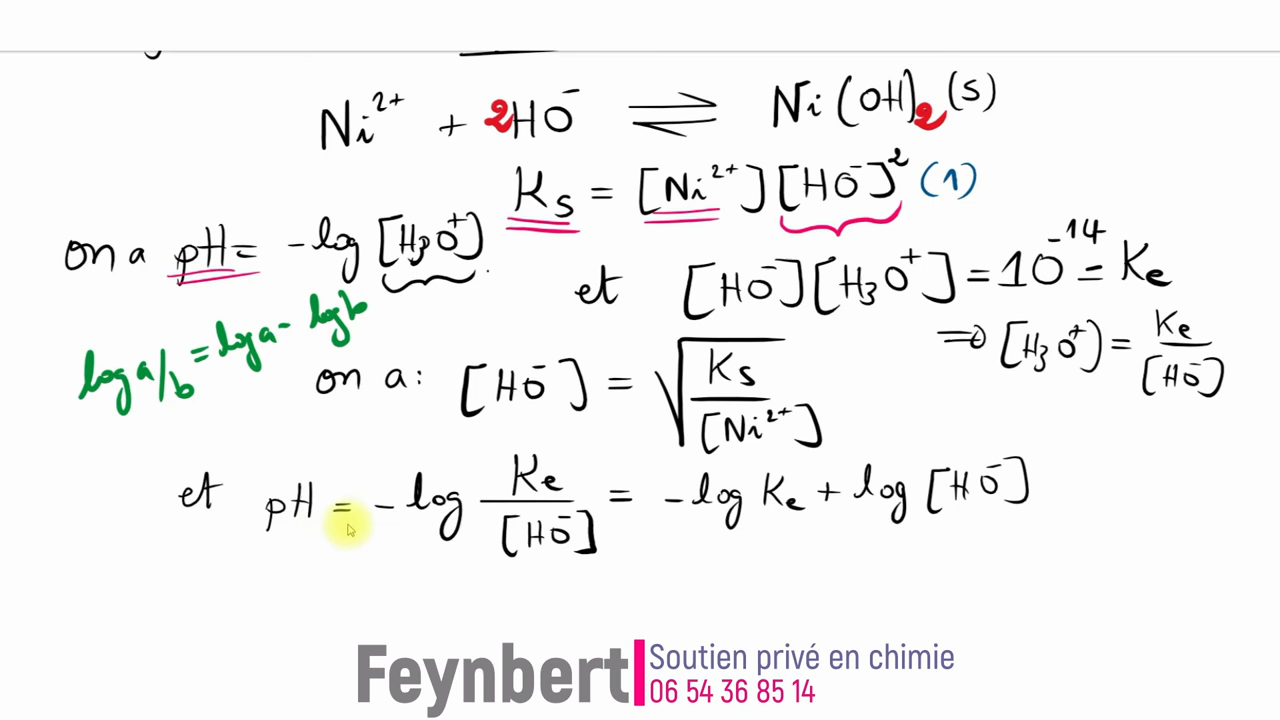 Ni²⁺ + 2HO⁻ ⇌ Ni(OH)₂(s)
Ks = [Ni²⁺][HO⁻]² (1)
on a pH = -log [H₃O⁺]
et [HO⁻][H₃O⁺] = 10⁻¹⁴ = Ke
⇒ [H₃O⁺] = Ke/[HO⁻]
log a/b = log a - log b
on a: [HO⁻] = √(Ks/[Ni²⁺])
et pH = -log Ke/[HO⁻] = -log Ke + log [HO⁻]
Feynbert
Soutien privé en chimie
06 54 36 85 14